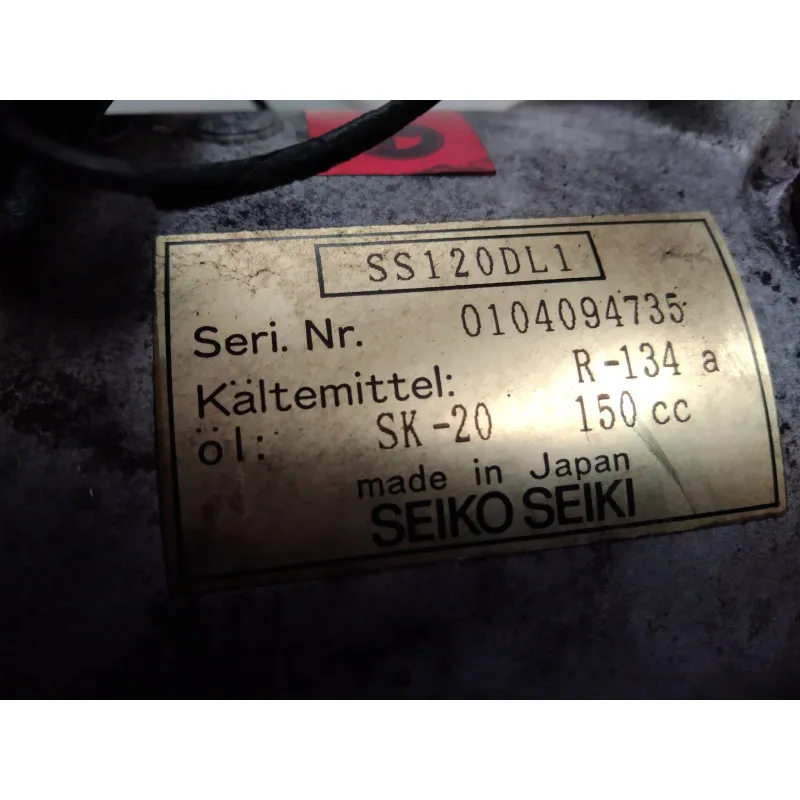 SS120DL1
Seri. Nr. 0104094735
Kältemittel: R-134 a
öl: SK-20 150 cc
made in Japan
SEIKO SEIKI